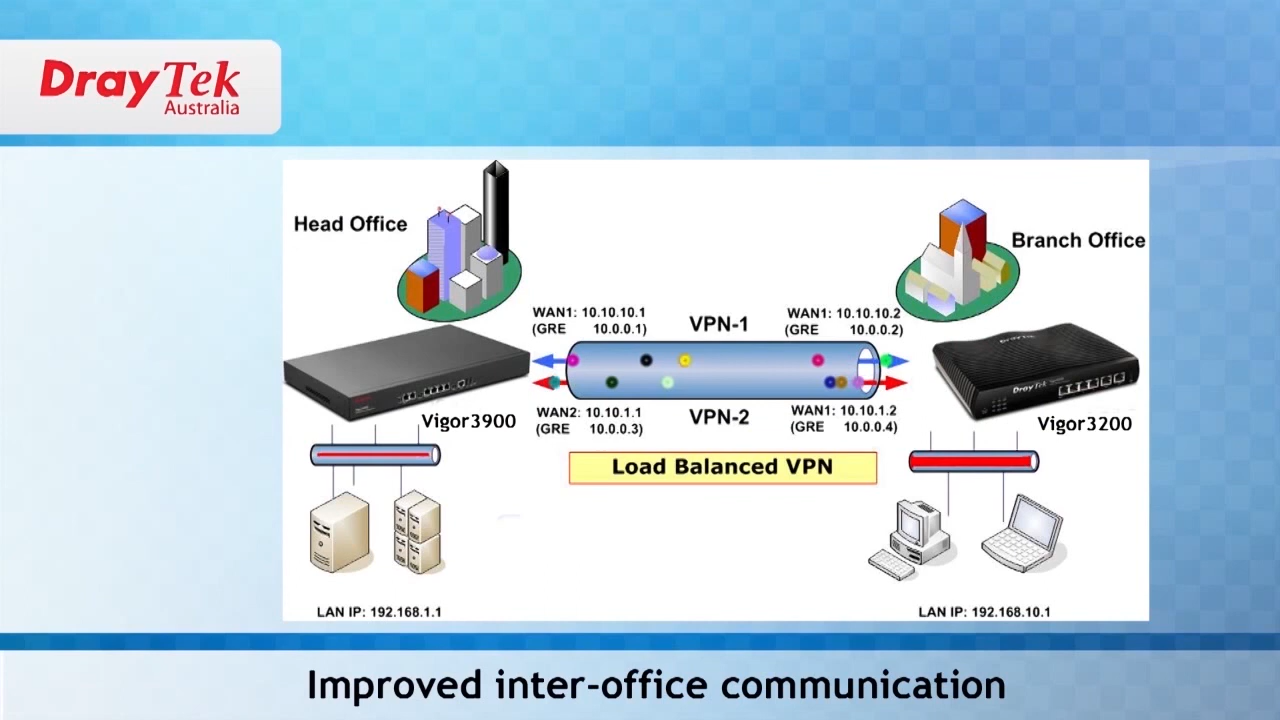 DrayTek
Australia
Head Office
Branch Office
WAN1: 10.10.10.1
(GRE 10.0.0.1)
VPN-1
WAN1: 10.10.10.2
(GRE 10.0.0.2)
DrayTek
DrayTek
Vigor3900
WAN2: 10.10.1.1
(GRE 10.0.0.3)
VPN-2
WAN1: 10.10.1.2
(GRE 10.0.0.4)
Vigor3200
Load Balanced VPN
LAN IP: 192.168.1.1
LAN IP: 192.168.10.1
Improved inter-office communication